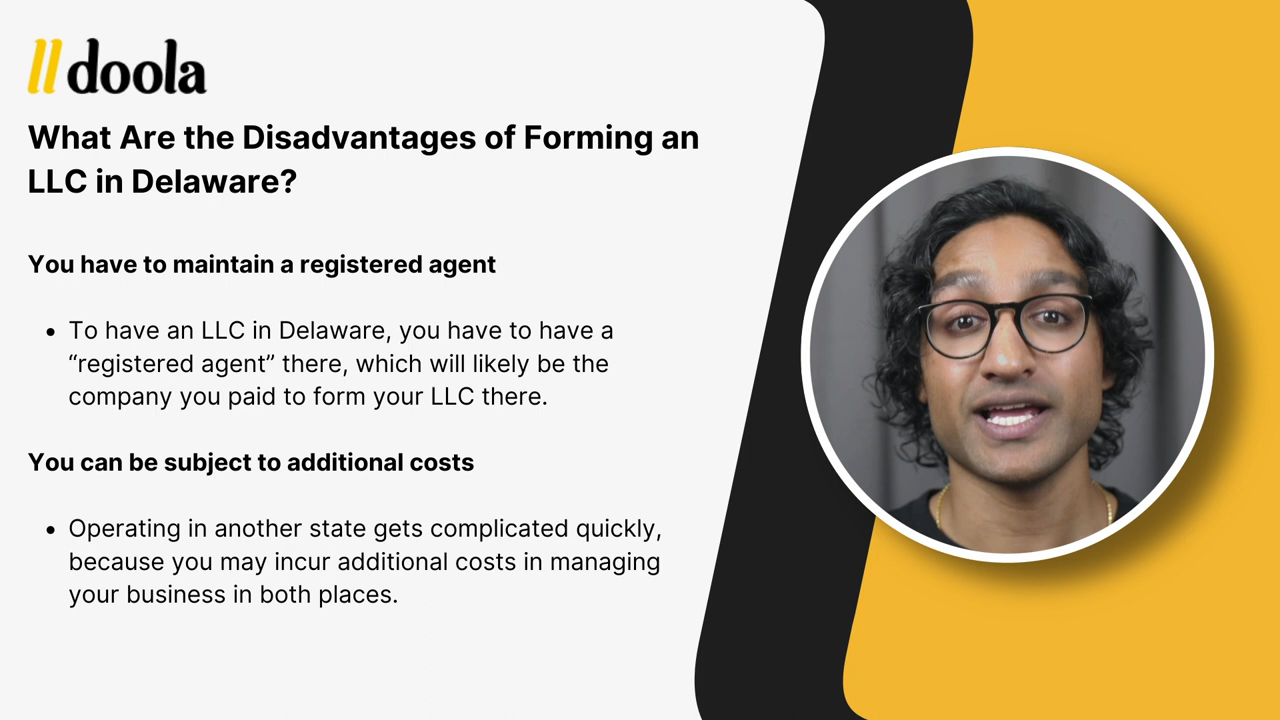 doola
What Are the Disadvantages of Forming an
LLC in Delaware?
You have to maintain a registered agent
• To have an LLC in Delaware, you have to have a
“registered agent” there, which will likely be the
company you paid to form your LLC there.
You can be subject to additional costs
• Operating in another state gets complicated quickly,
because you may incur additional costs in managing
your business in both places.